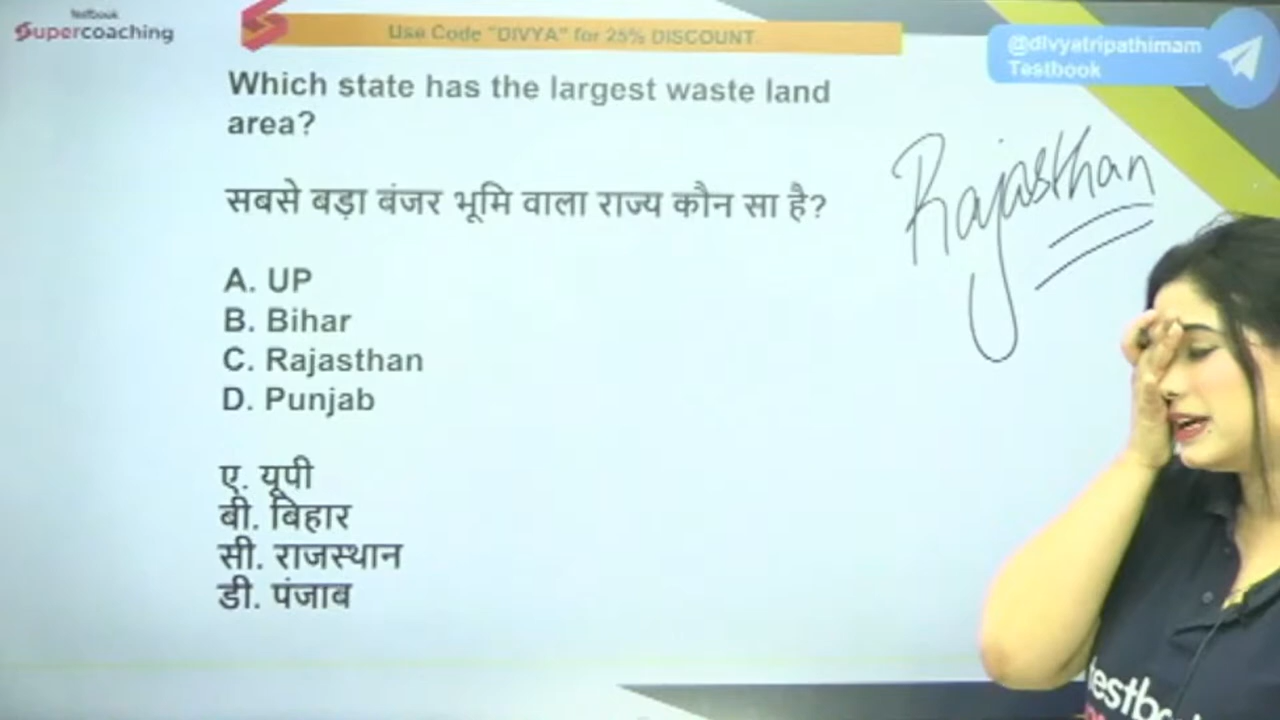 testbook
Supercoaching
Use Code "DIVYA" for 25% DISCOUNT
@divyatripathimam
Testbook
Which state has the largest waste land
area?
Rajasthan
सबसे बड़ा बंजर भूमि वाला राज्य कौन सा है?
A. UP
B. Bihar
C. Rajasthan
D. Punjab
ए. यूपी
बी. बिहार
सी. राजस्थान
डी. पंजाब